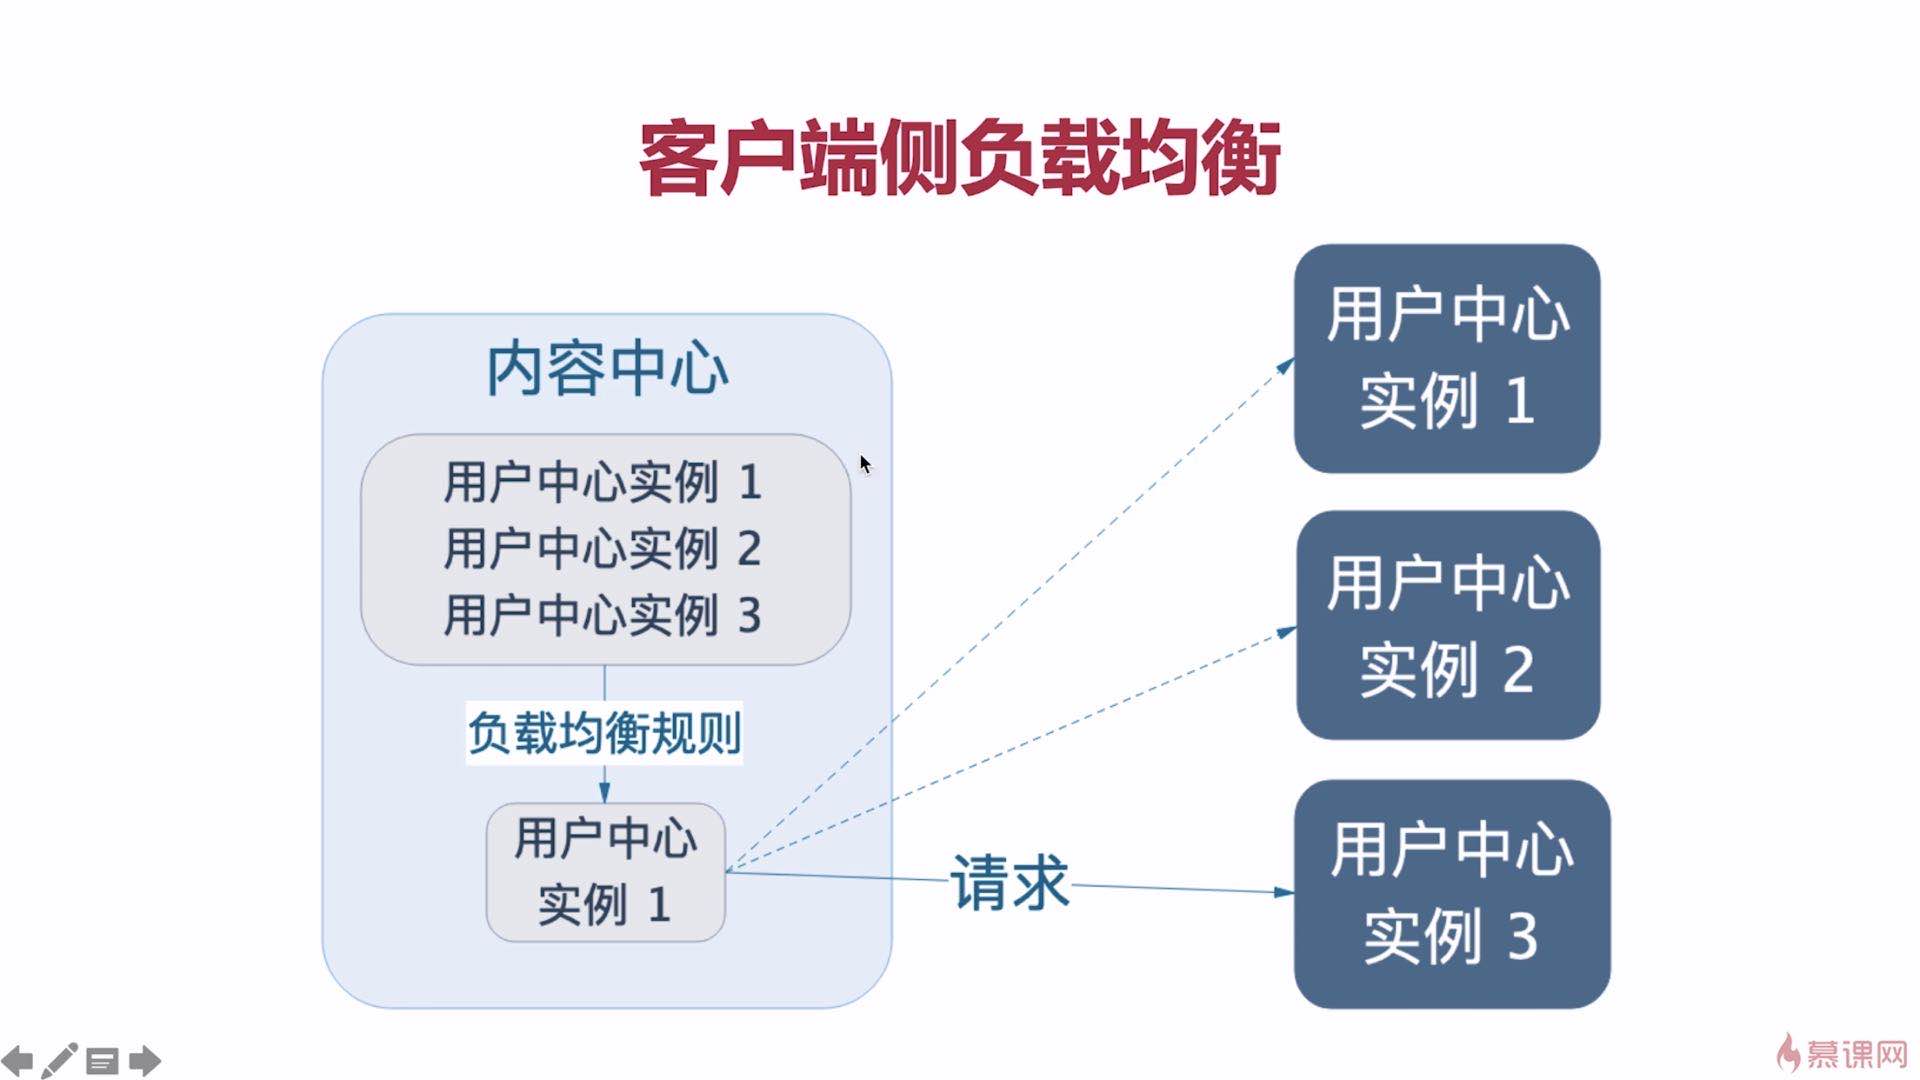 客户端侧负载均衡
内容中心
用户中心实例 1
用户中心实例 2
用户中心实例 3
负载均衡规则
用户中心
实例 1
请求
用户中心
实例 1
用户中心
实例 2
用户中心
实例 3
慕课网